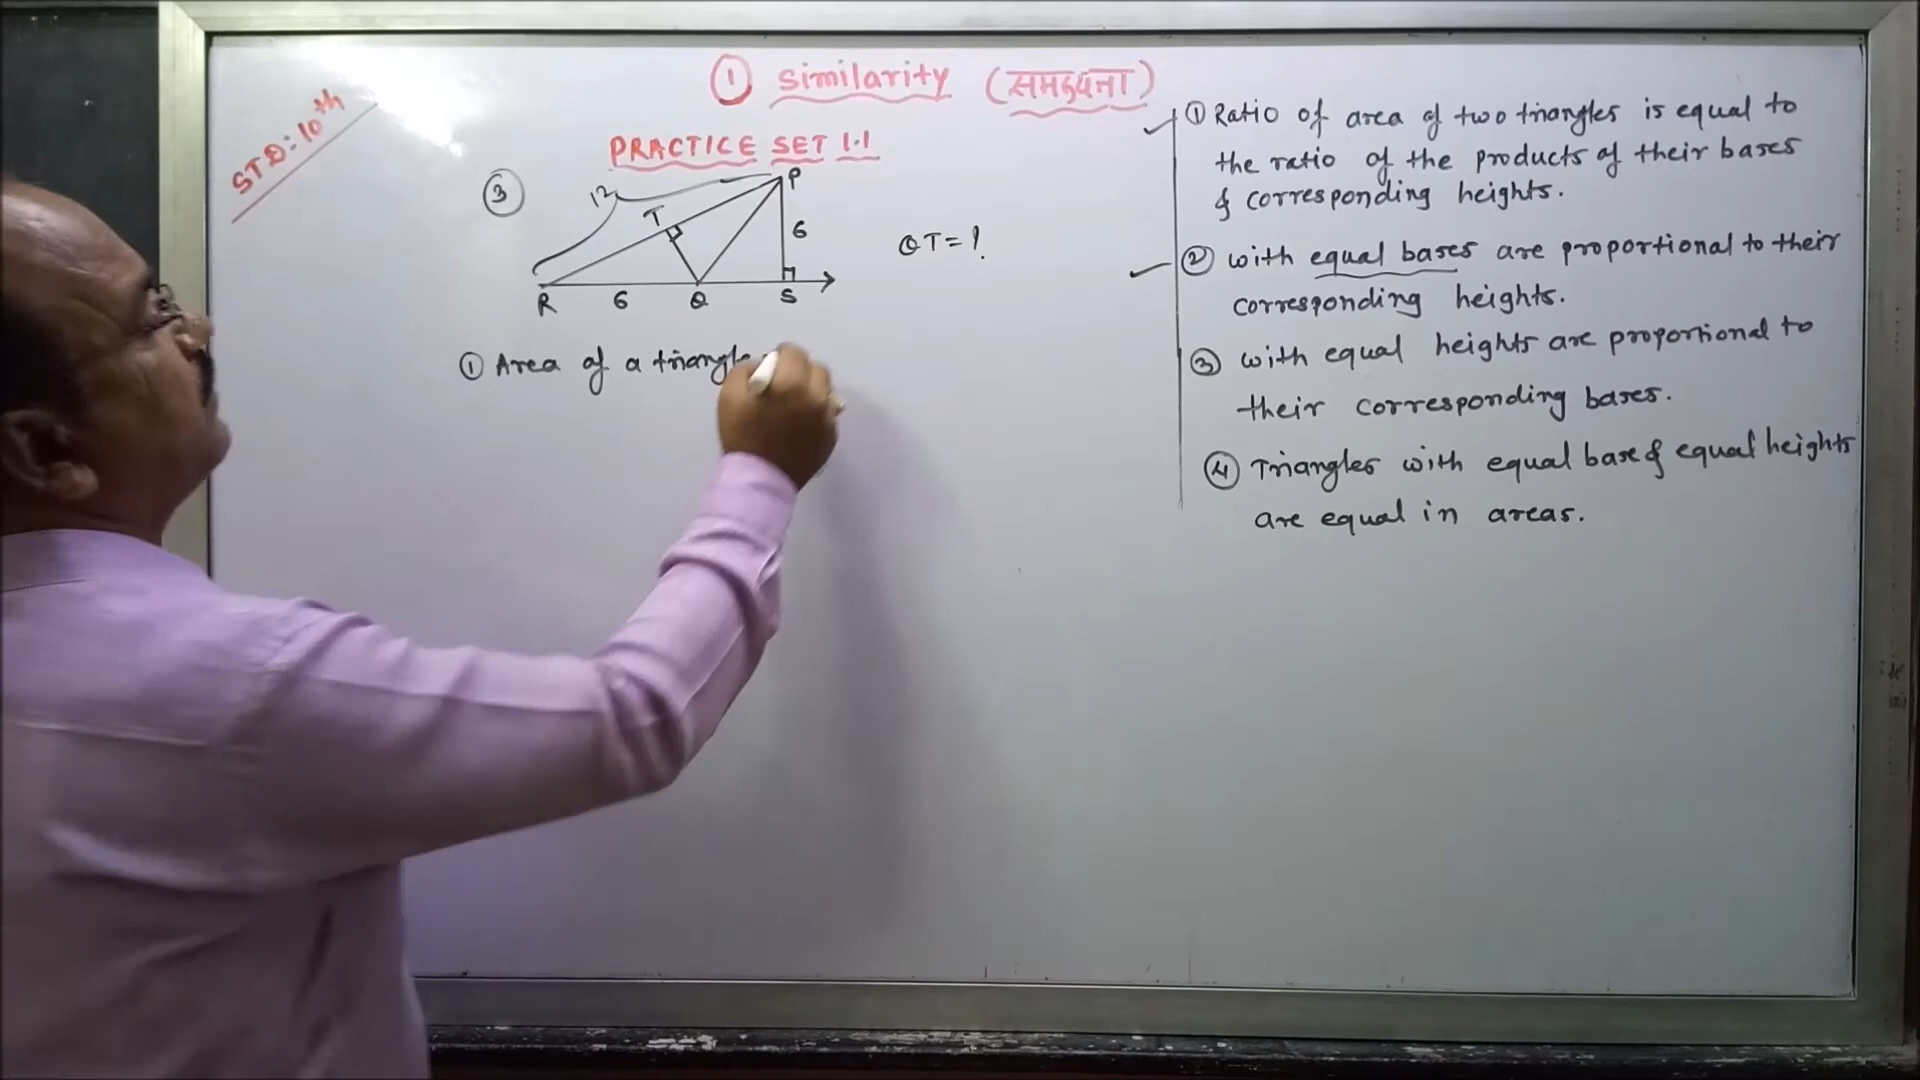 ① Similarity (समरूपता)
STD: 10th
PRACTICE SET 1.1
③
12
P
T
6
R
6
Q
S
QT = ?
① Area of a triangle
① Ratio of area of two triangles is equal to
the ratio of the products of their bases
& corresponding heights.
② with equal bases are proportional to their
corresponding heights.
③ with equal heights are proportional to
their corresponding bases.
④ Triangles with equal base & equal heights
are equal in areas.